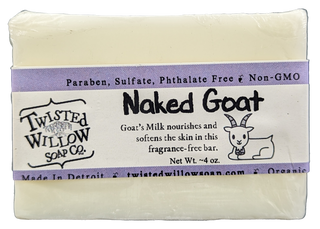 Paraben, Sulfate, Phthalate Free Non-GMO
TWISTED
WILLOW
SOAP CO.
Naked Goat
Goat's Milk nourishes and
softens the skin in this
fragrance-free bar.
Net Wt. ~4 oz.
Made In Detroit twistedwillowsoap.com Organic